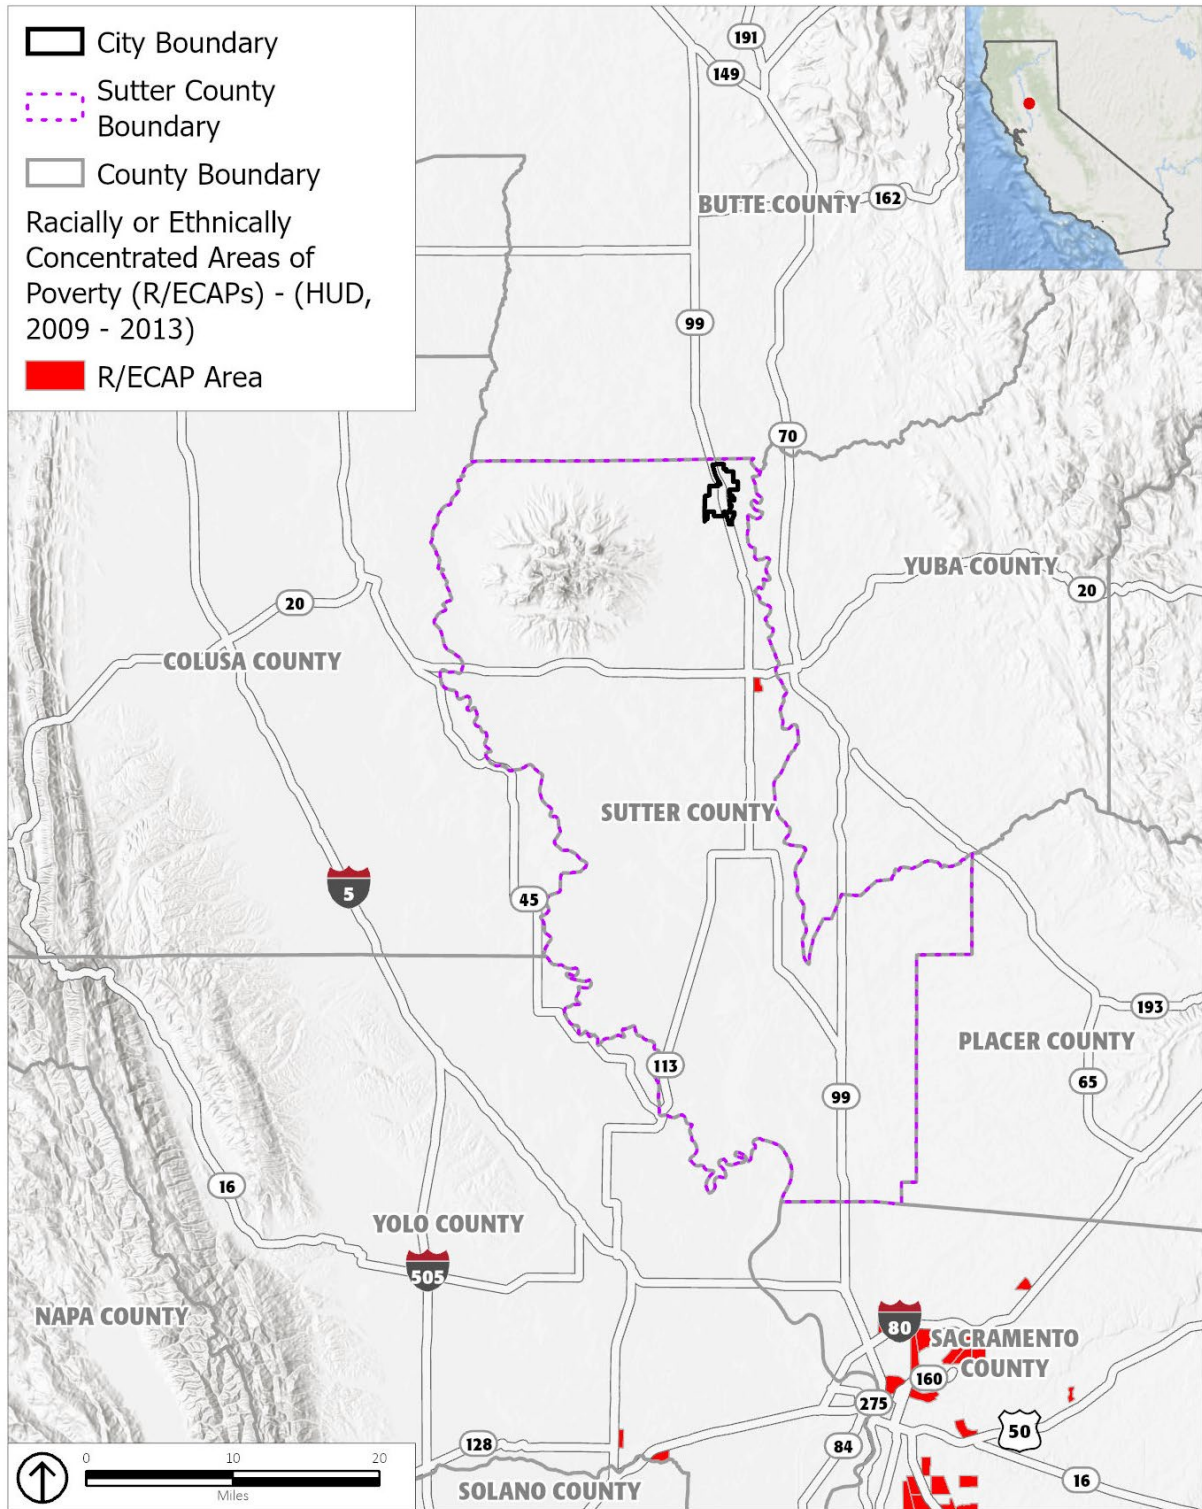 City Boundary
Sutter County
Boundary
County Boundary
Racially or Ethnically
Concentrated Areas of
Poverty (R/ECAPs) - (HUD,
2009 - 2013)
R/ECAP Area
191
149
BUTTE COUNTY
162
99
70
YUBA COUNTY
20
20
COLUSA COUNTY
SUTTER COUNTY
5
45
193
PLACER COUNTY
113
65
99
16
YOLO COUNTY
505
NAPA COUNTY
80
SACRAMENTO
COUNTY
160
275
50
128
84
16
SOLANO COUNTY
0 10 20
Miles